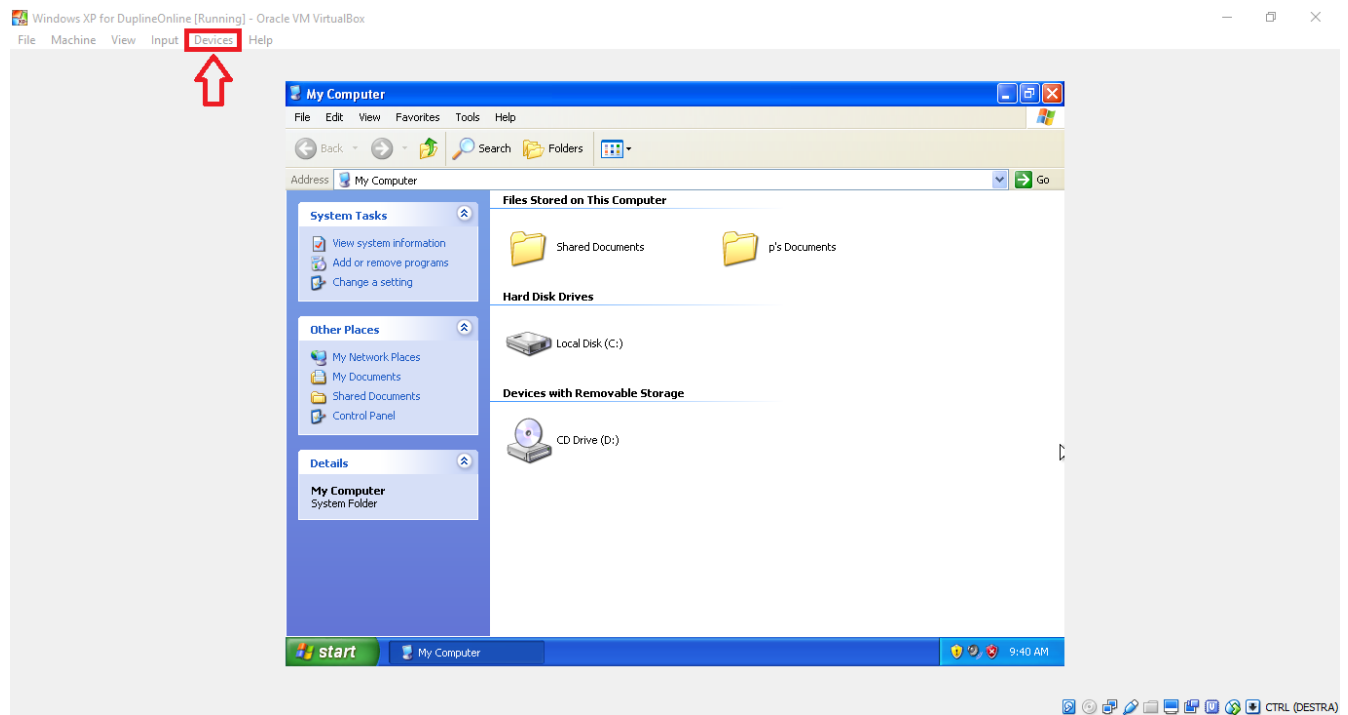 Windows XP for DuplineOnline [Running] - Oracle VM VirtualBox
File Machine View Input Devices Help
My Computer
File Edit View Favorites Tools Help
Back Search Folders
Address My Computer Go
System Tasks
View system information
Add or remove programs
Change a setting
Other Places
My Network Places
My Documents
Shared Documents
Control Panel
Details
My Computer
System Folder
Files Stored on This Computer
Shared Documents p's Documents
Hard Disk Drives
Local Disk (C:)
Devices with Removable Storage
CD Drive (D:)
start My Computer 9:40 AM
CTRL (DESTRA)